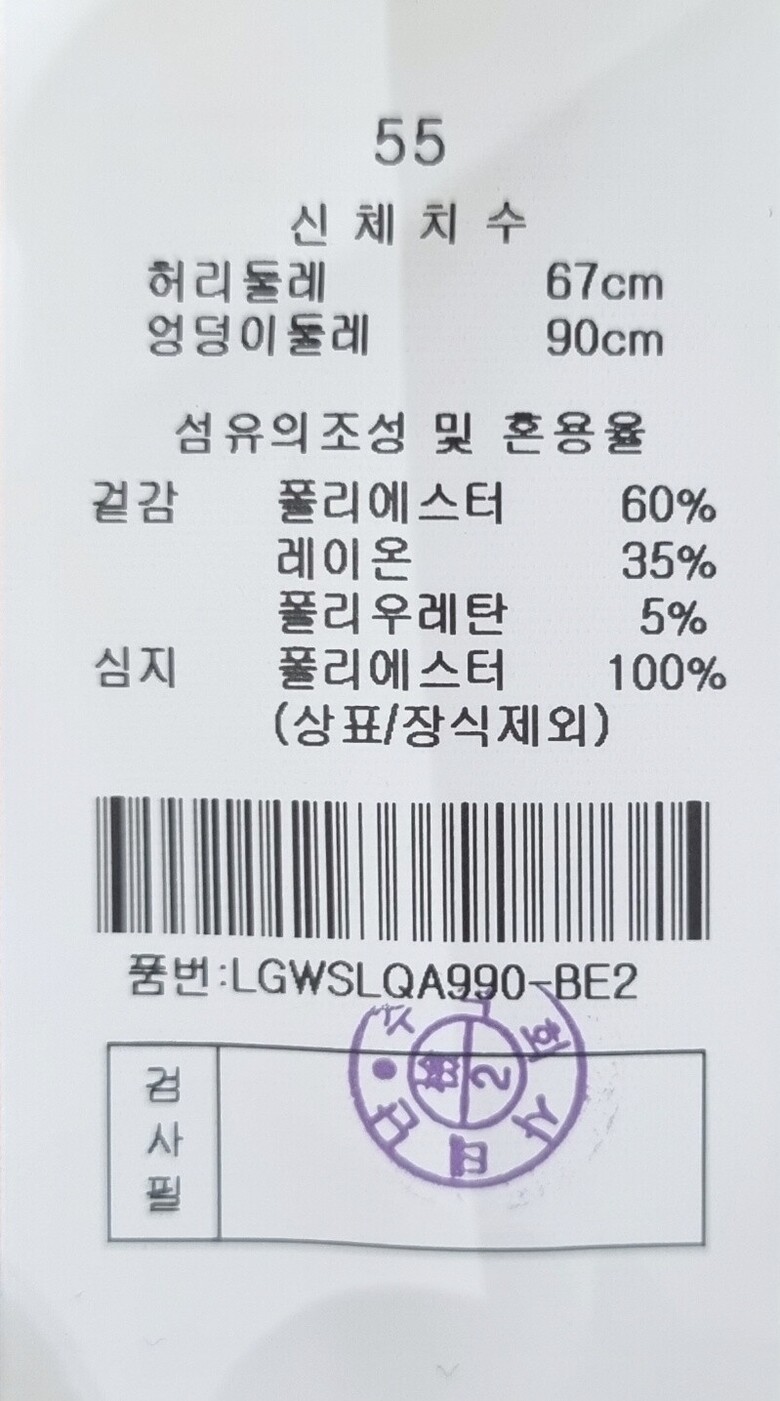 55
신체치수
허리둘레 67cm
엉덩이둘레 90cm
섬유의조성 및 혼용율
겉감 폴리에스터 60%
레이온 35%
폴리우레탄 5%
심지 폴리에스터 100%
(상표/장식제외)
품번:LGWSLQA990-BE2
검사필
2